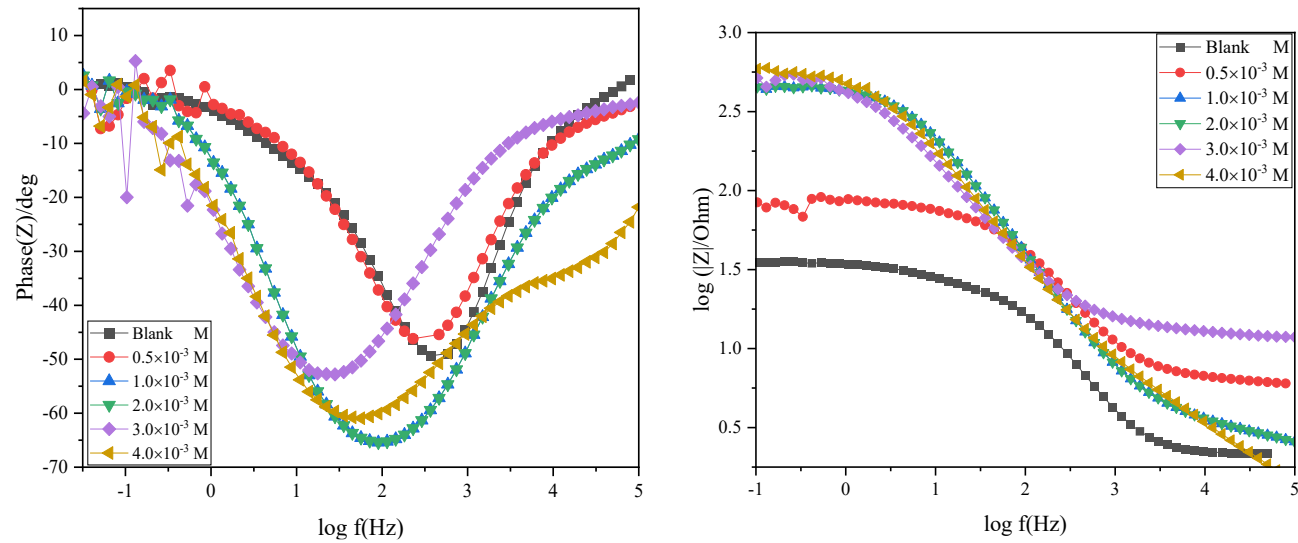 10
0
-10
-20
-30
-40
-50
-60
-70
Phase(Z)/deg
Blank M
0.5×10⁻³ M
1.0×10⁻³ M
2.0×10⁻³ M
3.0×10⁻³ M
4.0×10⁻³ M
-1 0 1 2 3 4 5
log f(Hz)
3.0
2.5
2.0
1.5
1.0
0.5
log (|Z|/Ohm)
Blank M
0.5×10⁻³ M
1.0×10⁻³ M
2.0×10⁻³ M
3.0×10⁻³ M
4.0×10⁻³ M
-1 0 1 2 3 4 5
log f(Hz)